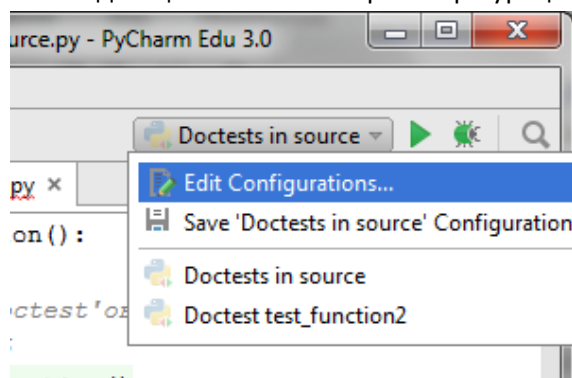 urce.py - PyCharm Edu 3.0
Doctests in source
py ×
Edit Configurations...
on():
Save 'Doctests in source' Configuration
Doctests in source
ctest'о
Doctest test_function2